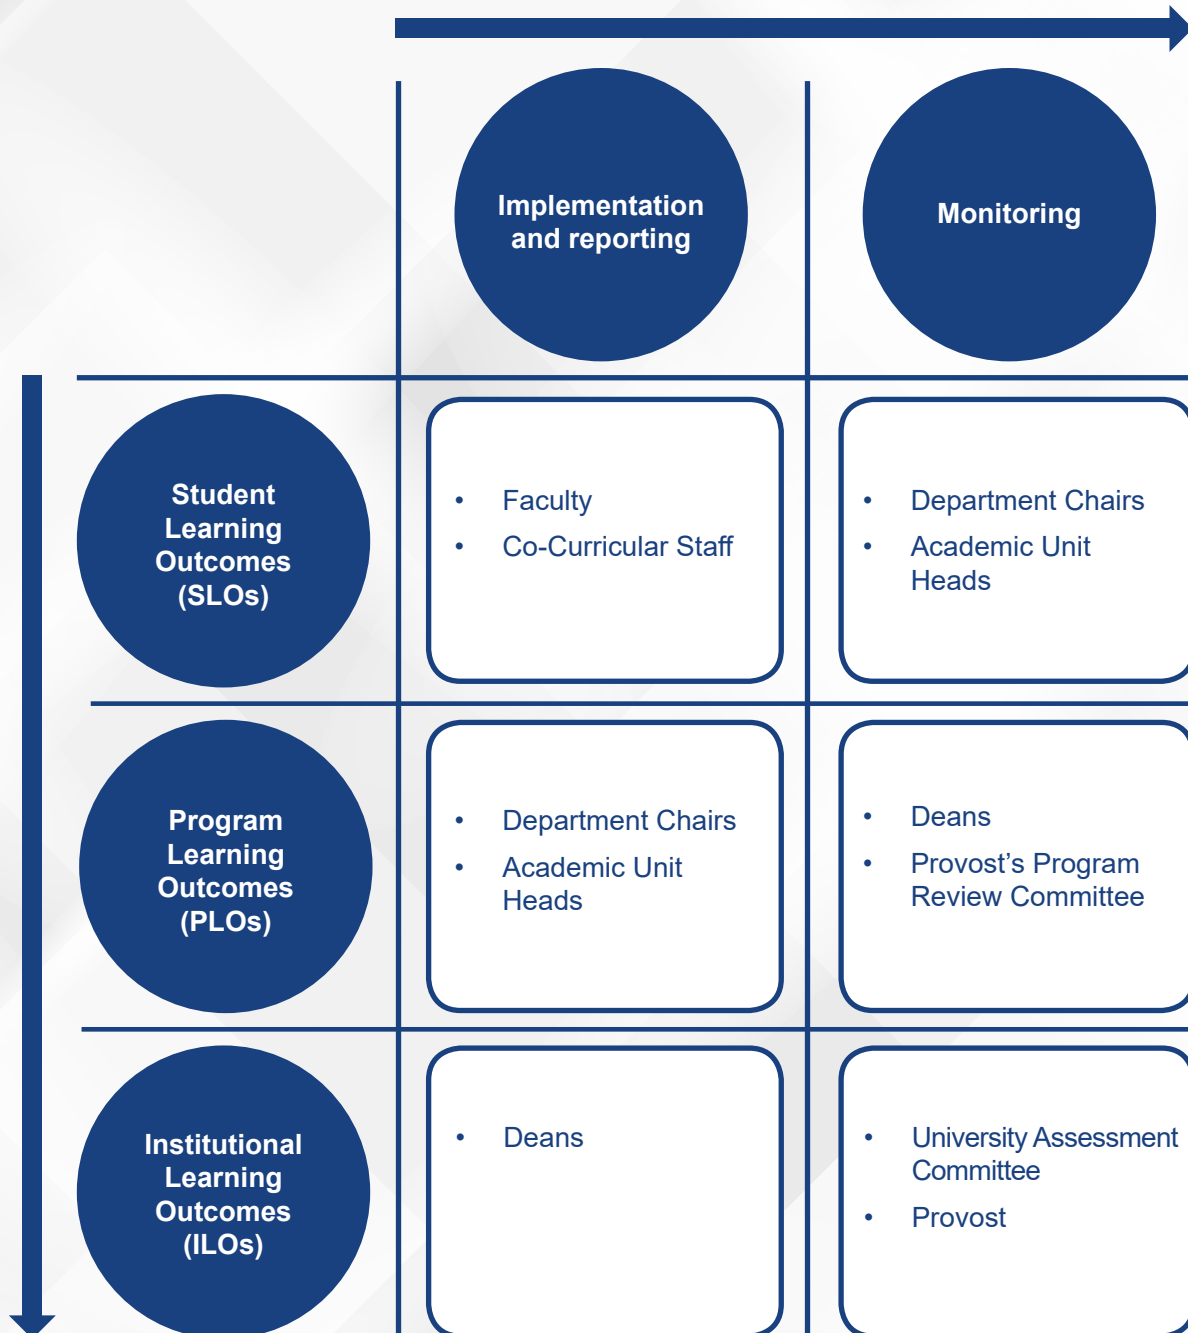 Implementation
and reporting
Monitoring
Student
Learning
Outcomes
(SLOs)
• Faculty
• Co-Curricular Staff
• Department Chairs
• Academic Unit
Heads
Program
Learning
Outcomes
(PLOs)
• Department Chairs
• Academic Unit
Heads
• Deans
• Provost’s Program
Review Committee
Institutional
Learning
Outcomes
(ILOs)
• Deans
• University Assessment
Committee
• Provost